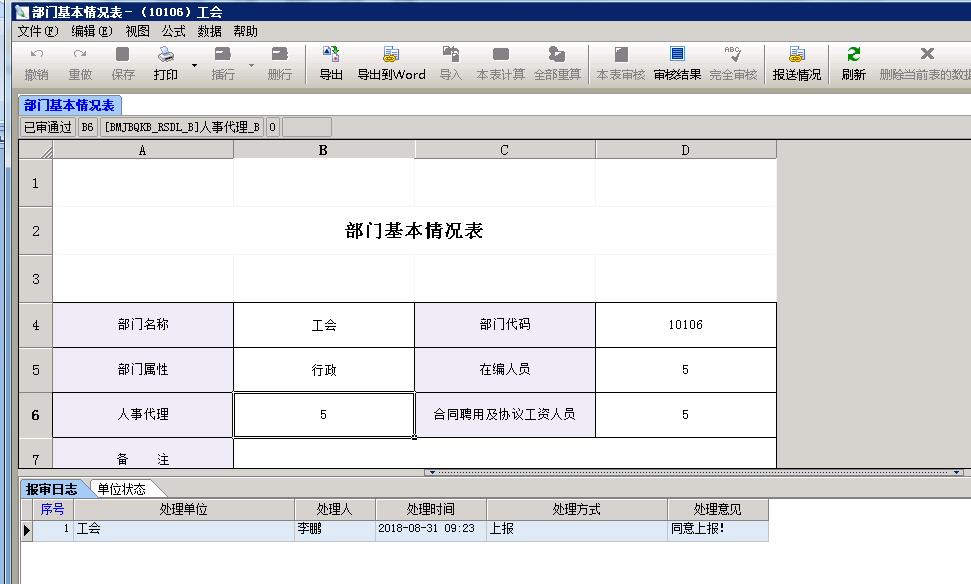 部门基本情况表-（10106）工会
文件(F) 编辑(E) 视图 公式 数据 帮助
撤销 重做 保存 打印 插行 删行 导出 导出到Word 导入 本表计算 全部重算 本表审核 审核结果 完全审核 报送情况 刷新 删除当前表的数据
部门基本情况表
已审通过 B6 [BMJBQKB_RSDL_B]人事代理_B 0
A B C D
1
2 部门基本情况表
3
4 部门名称 工会 部门代码 10106
5 部门属性 行政 在编人员 5
6 人事代理 5 合同聘用及协议工资人员 5
7 备 注
报审日志 单位状态
序号 处理单位 处理人 处理时间 处理方式 处理意见
1 工会 李鹏 2018-08-31 09:23 上报 同意上报!